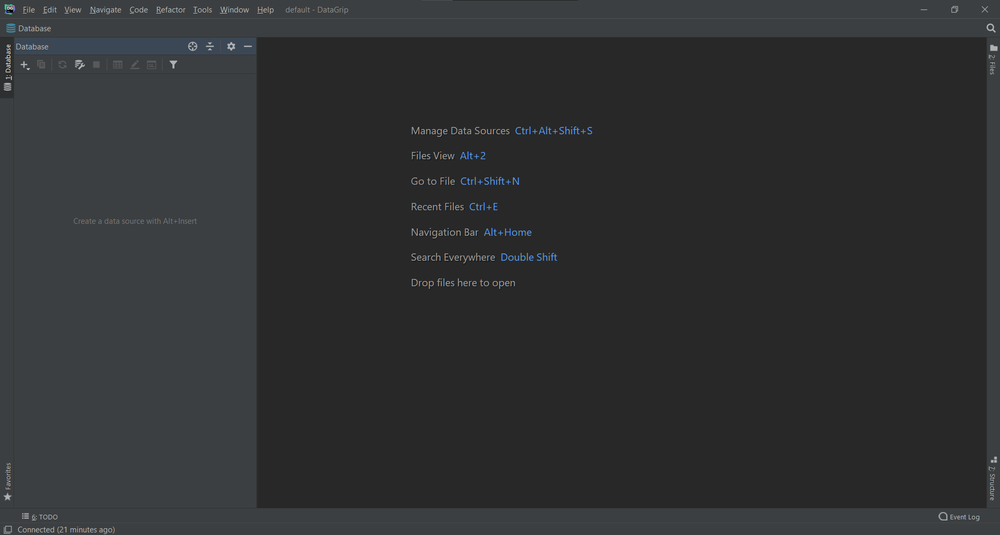 DG File Edit View Navigate Code Refactor Tools Window Help default - DataGrip
Database
Database
1: Database
Create a data source with Alt+Insert
Favorites
Manage Data Sources Ctrl+Alt+Shift+S
Files View Alt+2
Go to File Ctrl+Shift+N
Recent Files Ctrl+E
Navigation Bar Alt+Home
Search Everywhere Double Shift
Drop files here to open
2: Files
7: Structure
6: TODO
Event Log
Connected (21 minutes ago)